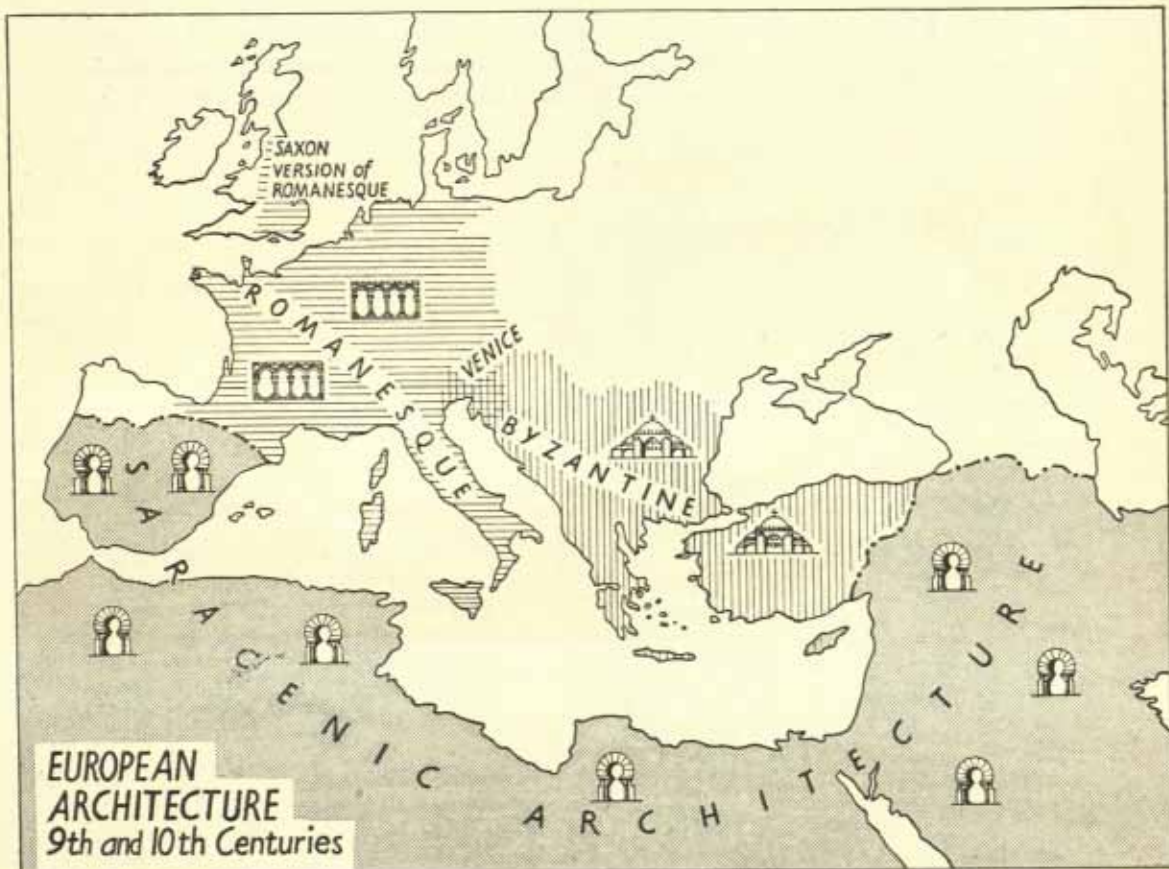 SAXON
VERSION of
ROMANESQUE
ROMANESQUE
VENICE
BYZANTINE
SARACENIC ARCHITECTURE
EUROPEAN
ARCHITECTURE
9th and 10th Centuries